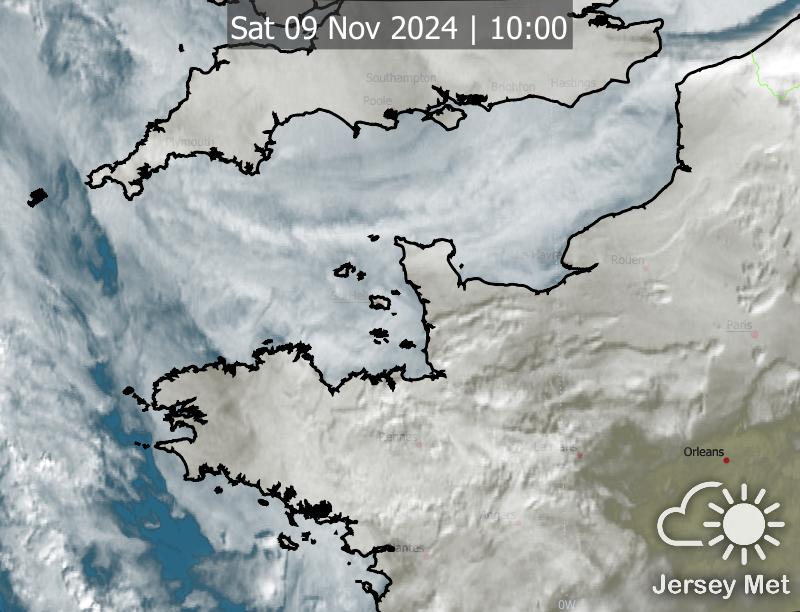 Sat 09 Nov 2024 | 10:00
Southampton
Brighton
Hastings
Poole
Plymouth
Rouen
Paris
Rennes
Orleans
Angers
Nantes
Jersey Met
0W